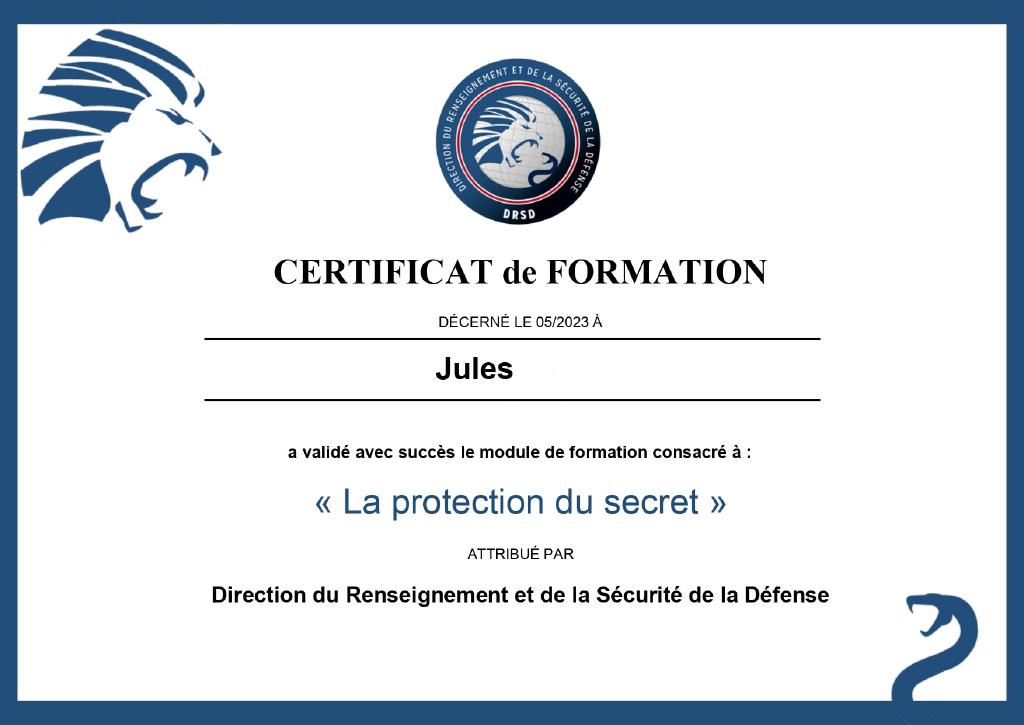 DIRECTION DU RENSEIGNEMENT ET DE LA SÉCURITÉ DE LA DÉFENSE
DRSD
CERTIFICAT de FORMATION
DÉCERNÉ LE 05/2023 À
Jules
a validé avec succès le module de formation consacré à :
« La protection du secret »
ATTRIBUÉ PAR
Direction du Renseignement et de la Sécurité de la Défense